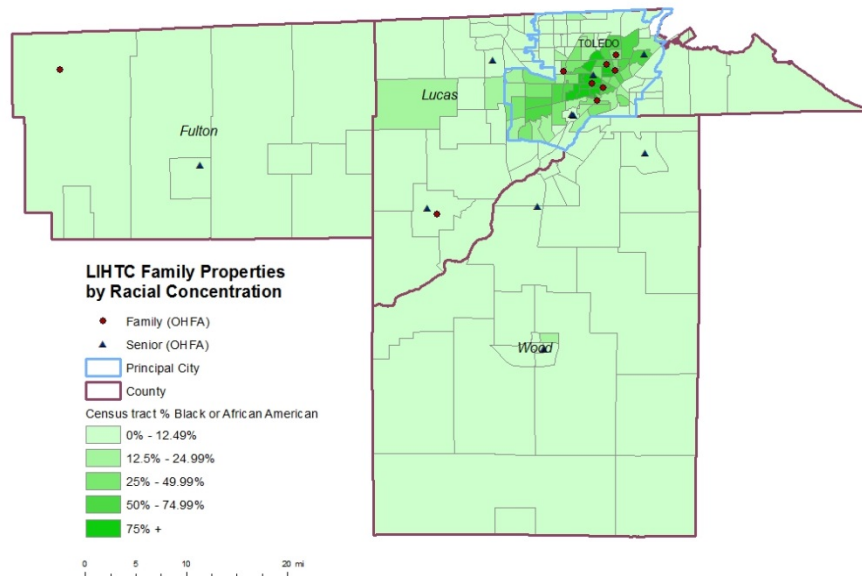 TOLEDO
Lucas
Fulton
Wood
LIHTC Family Properties
by Racial Concentration
Family (OHFA)
Senior (OHFA)
Principal City
County
Census tract % Black or African American
0% - 12.49%
12.5% - 24.99%
25% - 49.99%
50% - 74.99%
75% +
0 5 10 20 mi